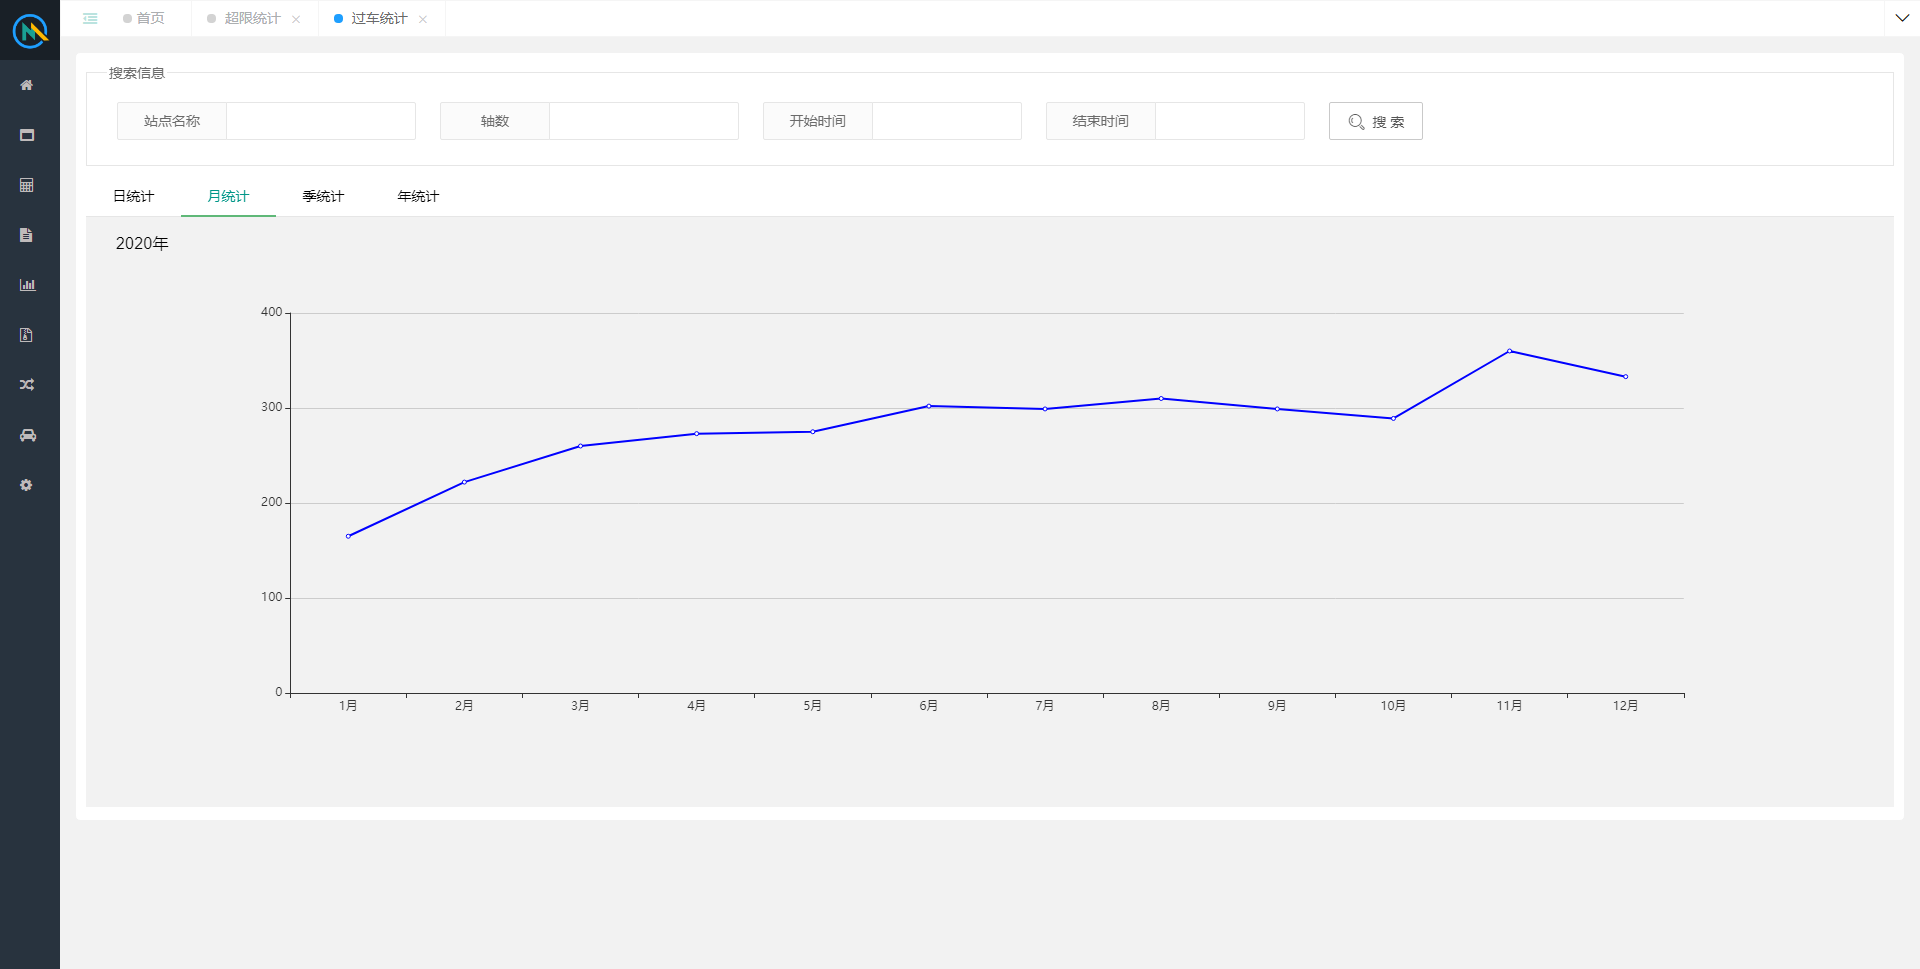 首页 超限统计 过车统计
搜索信息
站点名称 轴数 开始时间 结束时间 搜 索
日统计 月统计 季统计 年统计
2020年
400
300
200
100
0
1月 2月 3月 4月 5月 6月 7月 8月 9月 10月 11月 12月